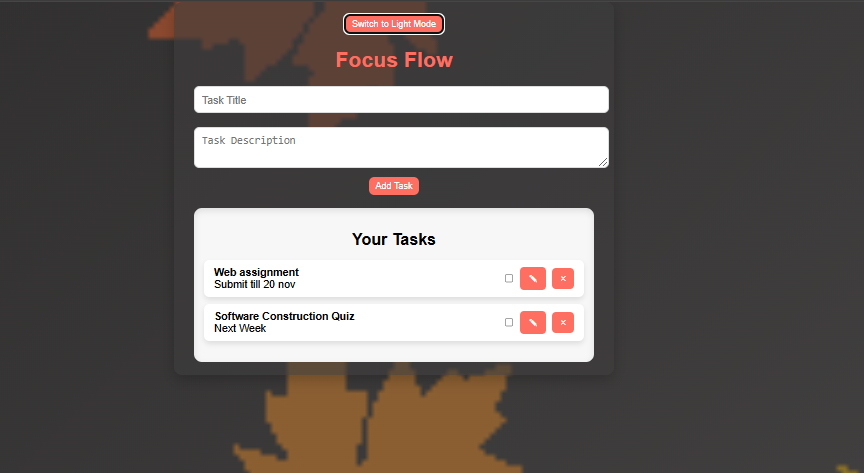 Switch to Light Mode
Focus Flow
Task Title
Task Description
Add Task
Your Tasks
Web assignment
Submit till 20 nov
Software Construction Quiz
Next Week